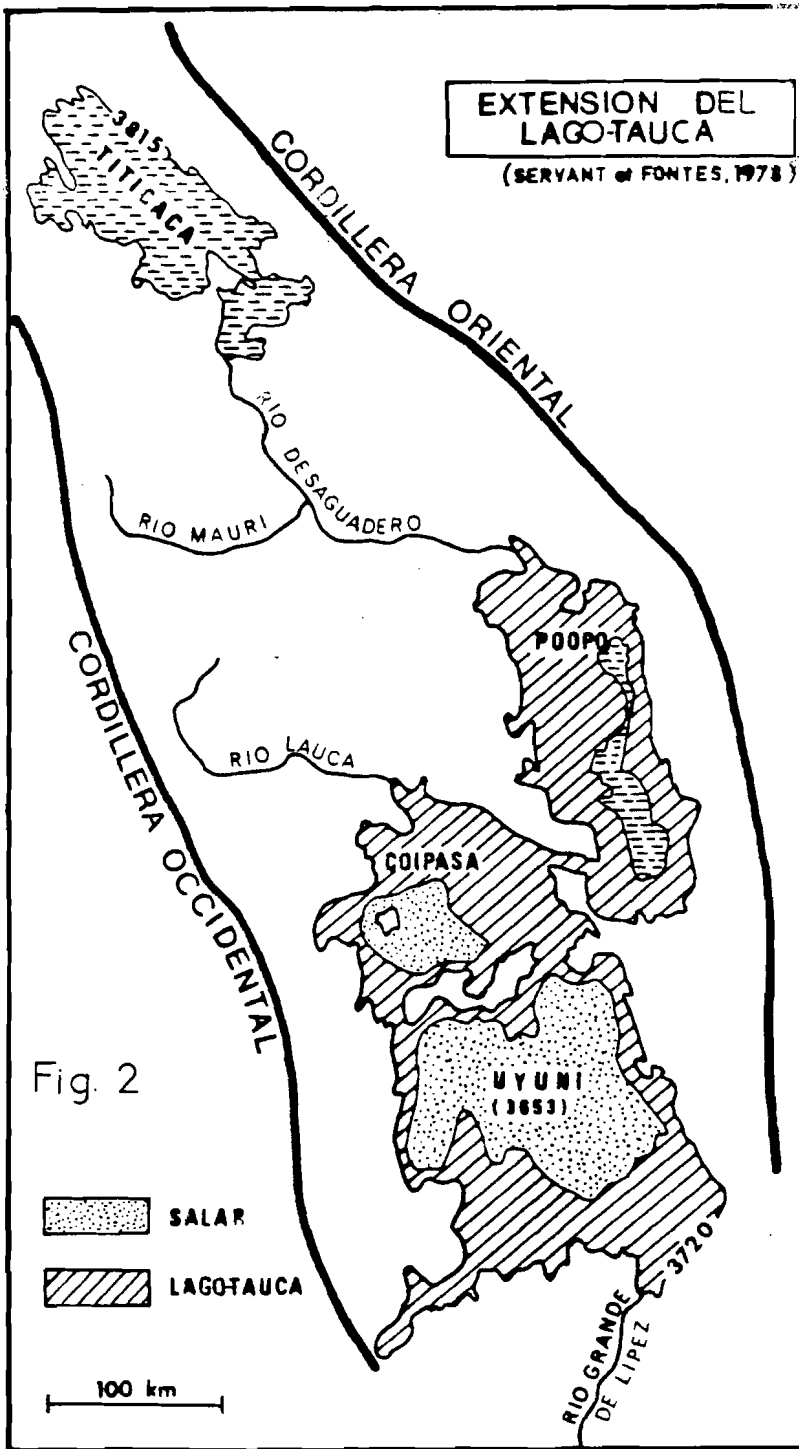 EXTENSION DEL
LAGO-TAUCA
(SERVANT et FONTES, 1978)
3815
TITICACA
CORDILLERA ORIENTAL
RIO DESAGUADERO
RIO MAURI
POOPO
CORDILLERA OCCIDENTAL
RIO LAUCA
COIPASA
UYUNI
(3653)
Fig. 2
SALAR
LAGO-TAUCA
3720
100 km
RIO GRANDE
DE LIPEZ